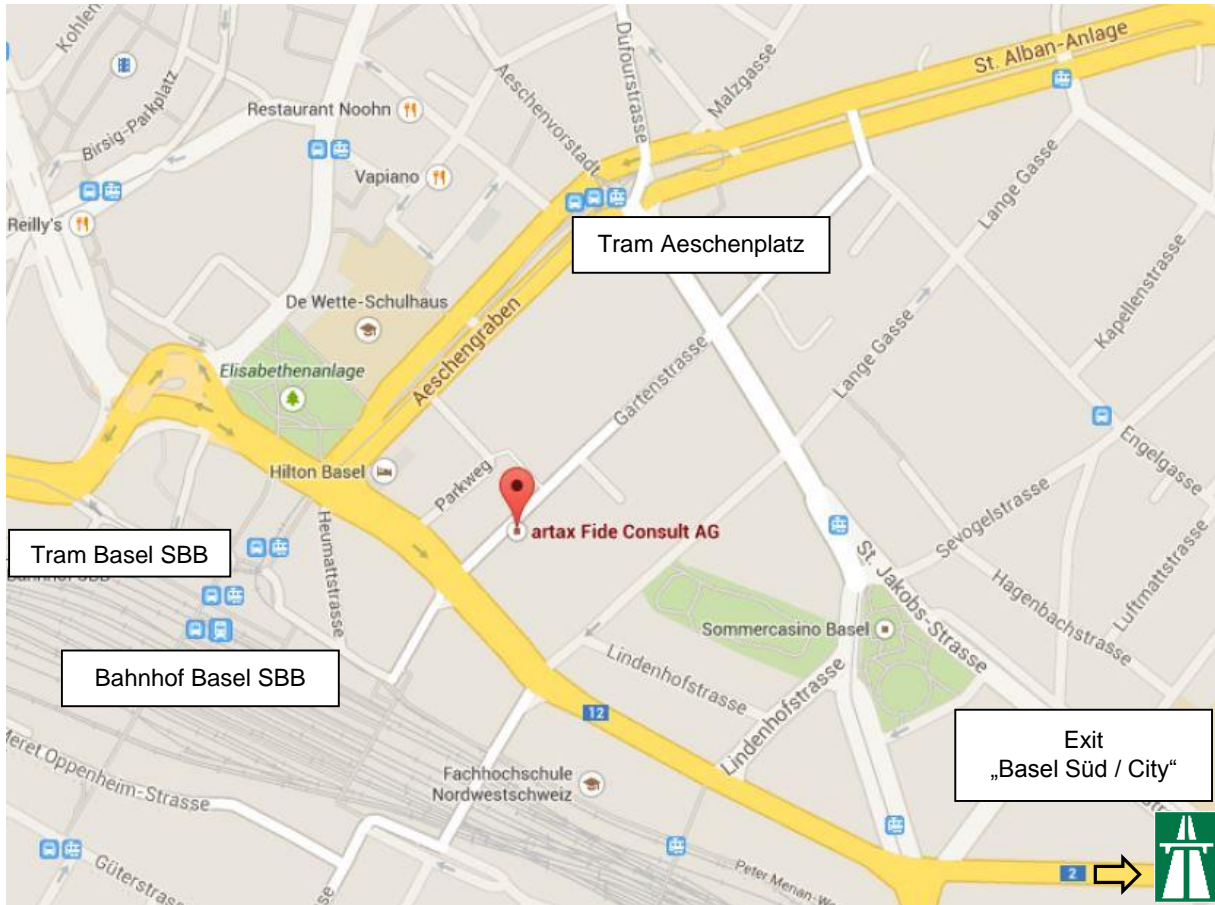 Kohlen
Dufourstrasse
St. Alban-Anlage
Malzgasse
Aeschenvorstadt
Restaurant Noohn
Birsig-Parkplatz
Vapiano
Lange Gasse
Reilly's
Tram Aeschenplatz
Kapellenstrasse
De Wette-Schulhaus
Aeschengraben
Lange Gasse
Elisabethenanlage
Gartenstrasse
Engelgasse
Hilton Basel
Parkweg
Sevogelstrasse
artax Fide Consult AG
Tram Basel SBB
Heumattstrasse
St. Jakobs-Strasse
Luftmattstrasse
Hagenbachstrasse
Sommercasino Basel
Bahnhof Basel SBB
Lindenhofstrasse
Lindenhofstrasse
12
Exit
„Basel Süd / City“
Meret Oppenheim-Strasse
Fachhochschule
Nordwestschweiz
Güterstrasse
Peter Merian-We
2